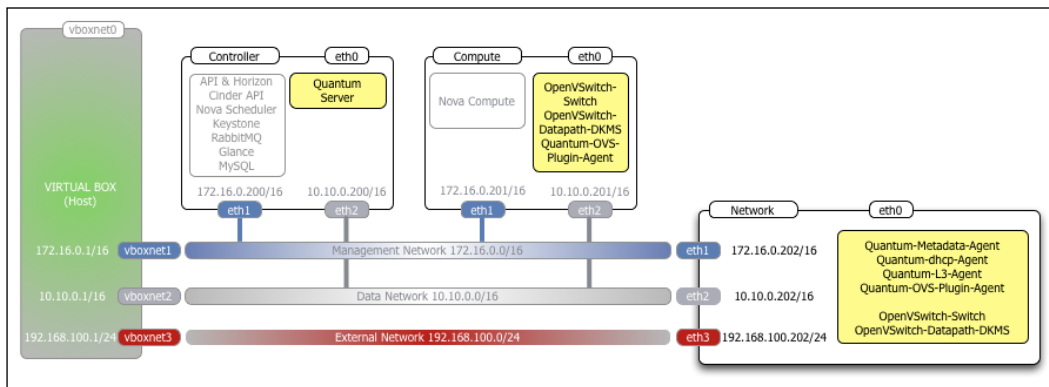 vboxnet0
VIRTUAL BOX
(Host)
172.16.0.1/16
vboxnet1
10.10.0.1/16
vboxnet2
192.168.100.1/24
vboxnet3
Controller
eth0
API & Horizon
Cinder API
Nova Scheduler
Keystone
RabbitMQ
Glance
MySQL
Quantum
Server
172.16.0.200/16
10.10.0.200/16
eth1
eth2
Compute
eth0
Nova Compute
OpenVSwitch-
Switch
OpenVSwitch-
Datapath-DKMS
Quantum-OVS-
Plugin-Agent
172.16.0.201/16
10.10.0.201/16
eth1
eth2
Management Network 172.16.0.0/16
Data Network 10.10.0.0/16
External Network 192.168.100.0/24
Network
eth0
eth1
172.16.0.202/16
eth2
10.10.0.202/16
eth3
192.168.100.202/24
Quantum-Metadata-Agent
Quantum-dhcp-Agent
Quantum-L3-Agent
Quantum-OVS-Plugin-Agent
OpenVSwitch-Switch
OpenVSwitch-Datapath-DKMS